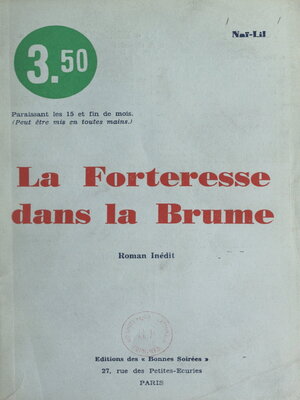 Naf-Lil
3.50
Paraissant les 15 et fin de mois.
(Peut être mis en toutes mains.)
La Forteresse
dans la Brume
Roman Inédit
Editions des « Bonnes Soirées »
27, rue des Petites-Ecuries
PARIS